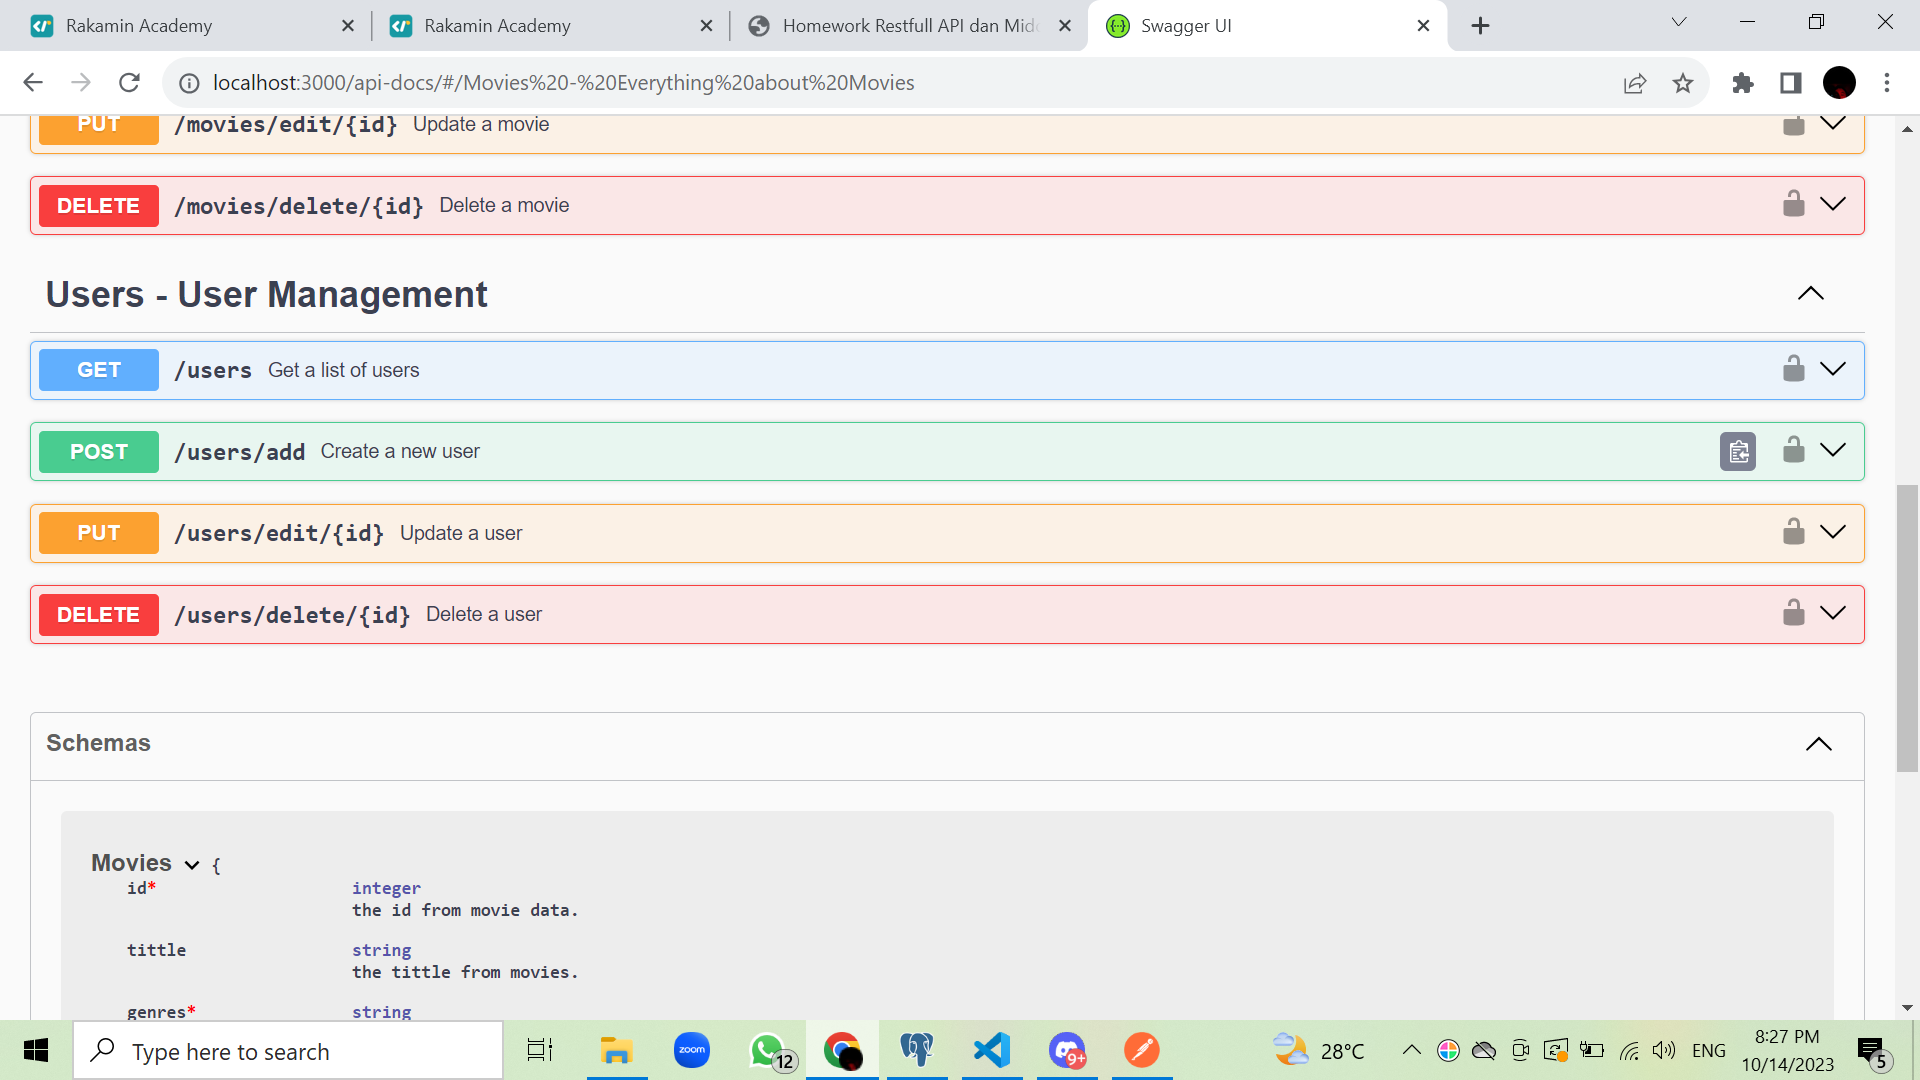 Rakamin Academy
Rakamin Academy
Homework Restfull API dan Mid
Swagger UI
localhost:3000/api-docs/#/Movies%20-%20Everything%20about%20Movies
PUT /movies/edit/{id} Update a movie
DELETE /movies/delete/{id} Delete a movie
Users - User Management
GET /users Get a list of users
POST /users/add Create a new user
PUT /users/edit/{id} Update a user
DELETE /users/delete/{id} Delete a user
Schemas
Movies {
id* integer
the id from movie data.
tittle string
the tittle from movies.
genres* string
Type here to search
zoom
12
9+
28°C
ENG
8:27 PM
10/14/2023
5